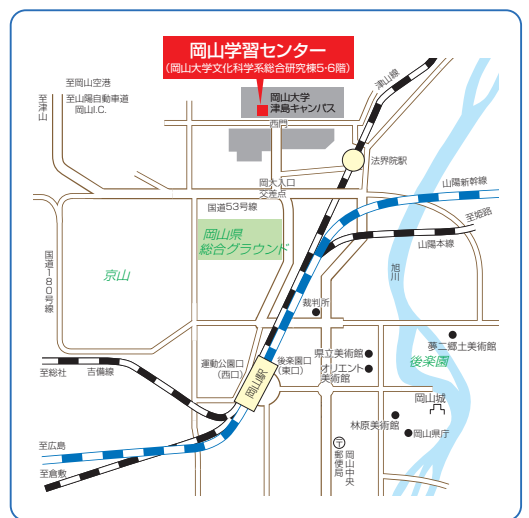 岡山学習センター
(岡山大学文化科学系総合研究棟5・6階)
至岡山空港
至津山
至山陽自動車道
岡山I.C.
岡山大学
津島キャンパス
西門
津山線
法界院駅
岡大入口
交差点
山陽新幹線
国道53号線
至姫路
岡山県
総合グラウンド
山陽本線
国道180号線
京山
旭川
裁判所
夢二郷土美術館
運動公園口
(西口)
後楽園口
(東口)
県立美術館
オリエント
美術館
後楽園
至総社
吉備線
岡山駅
岡山城
林原美術館
岡山県庁
至広島
〒
岡山中央
郵便局
至倉敷